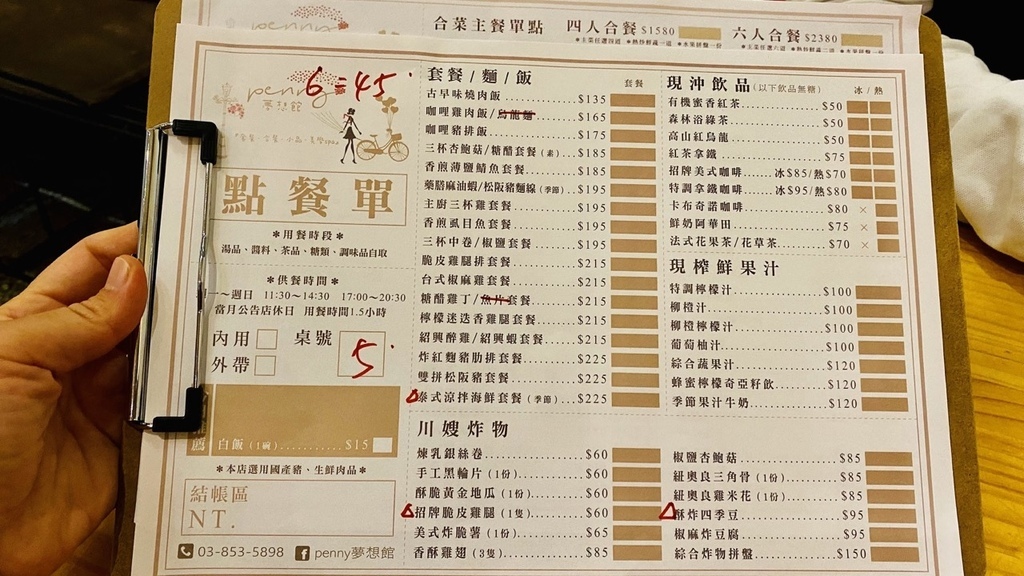 合菜主餐單點 四人合餐 $1580 六人合餐 $2380
penny
夢想館
6=45'
點餐單
＊用餐時段＊
湯品、醬料、茶品、糖類、調味品自取
＊供餐時間＊
～週日 11:30~14:30 17:00~20:30
當月公告店休日 用餐時間1.5小時
內用 桌號
外帶
5
薦 白飯(1碗)......$15
＊本店選用國產豬、生鮮肉品＊
結帳區
NT.
03-853-5898 penny夢想館
套餐/麵/飯 套餐
古早味燒肉飯......$135
咖哩雞肉飯/烏龍麵......$165
咖哩豬排飯......$175
三杯杏鮑菇/糖醋套餐(素)...$185
香煎薄鹽鯖魚套餐......$185
藥膳麻油蝦/松阪豬麵線(季節)...$195
主廚三杯雞套餐......$195
香煎虱目魚套餐......$195
三杯中卷/椒鹽套餐......$195
脆皮雞腿排套餐......$215
台式椒麻雞套餐......$215
糖醋雞丁/魚片套餐......$215
檸檬迷迭香雞腿套餐......$215
紹興醉雞/紹興蝦套餐......$215
炸紅麴豬肋排套餐......$225
雙拼松阪豬套餐......$225
泰式涼拌海鮮套餐(季節)...$225
現沖飲品(以下飲品無糖) 冰/熱
有機蜜香紅茶......$50
森林浴綠茶......$50
高山紅烏龍......$50
紅茶拿鐵......$75
招牌美式咖啡......冰$85/熱$70
特調拿鐵咖啡......冰$95/熱$80
卡布奇諾咖啡......$80 ×
鮮奶阿華田......$75 ×
法式花果茶/花草茶......$70 ×
現榨鮮果汁
特調檸檬汁......$100
柳橙汁......$100
柳橙檸檬汁......$100
葡萄柚汁......$100
綜合蔬果汁......$120
蜂蜜檸檬奇亞籽飲......$120
季節果汁牛奶......$120
川嫂炸物
煉乳銀絲卷......$60
手工黑輪片(1份)......$60
酥脆黃金地瓜(1份)......$60
招牌脆皮雞腿(1隻)......$60
美式炸脆薯(1份)......$75
香酥雞翅(3隻)......$85
椒鹽杏鮑菇......$85
紐奧良三角骨(1份)......$85
紐奧良雞米花(1份)......$85
酥炸四季豆......$95
椒麻炸豆腐......$95
綜合炸物拼盤......$150